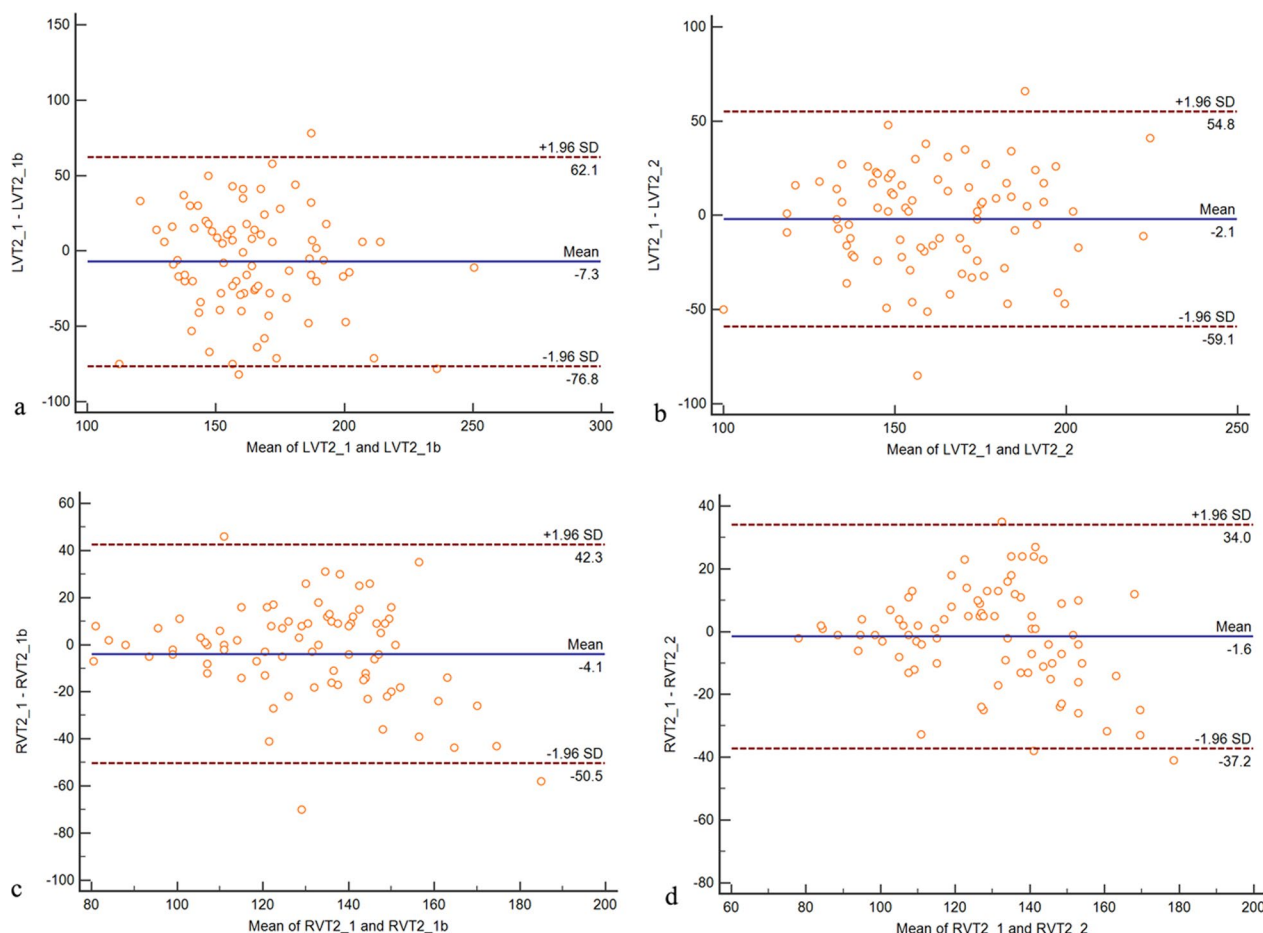 150
100
50
0
-50
-100
LVT2_1 - LVT2_1b
+1.96 SD
62.1
Mean
-7.3
-1.96 SD
-76.8
100 150 200 250 300
Mean of LVT2_1 and LVT2_1b
a
100
50
0
-50
-100
LVT2_1 - LVT2_2
+1.96 SD
54.8
Mean
-2.1
-1.96 SD
-59.1
100 150 200 250
Mean of LVT2_1 and LVT2_2
b
60
40
20
0
-20
-40
-60
-80
-100
RVT2_1 - RVT2_1b
+1.96 SD
42.3
Mean
-4.1
-1.96 SD
-50.5
80 100 120 140 160 180 200
Mean of RVT2_1 and RVT2_1b
c
40
20
0
-20
-40
-60
-80
RVT2_1 - RVT2_2
+1.96 SD
34.0
Mean
-1.6
-1.96 SD
-37.2
60 80 100 120 140 160 180 200
Mean of RVT2_1 and RVT2_2
d